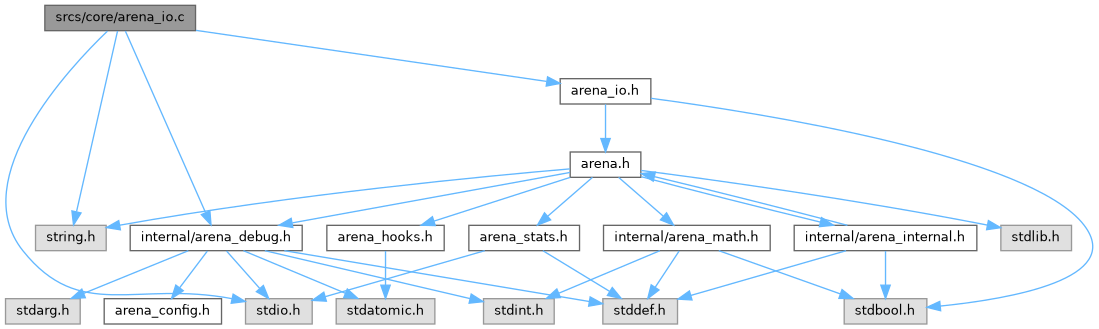 srcs/core/arena_io.c
arena_io.h
arena.h
string.h
internal/arena_debug.h
arena_hooks.h
arena_stats.h
internal/arena_math.h
internal/arena_internal.h
stdlib.h
stdarg.h
arena_config.h
stdio.h
stdatomic.h
stdint.h
stddef.h
stdbool.h